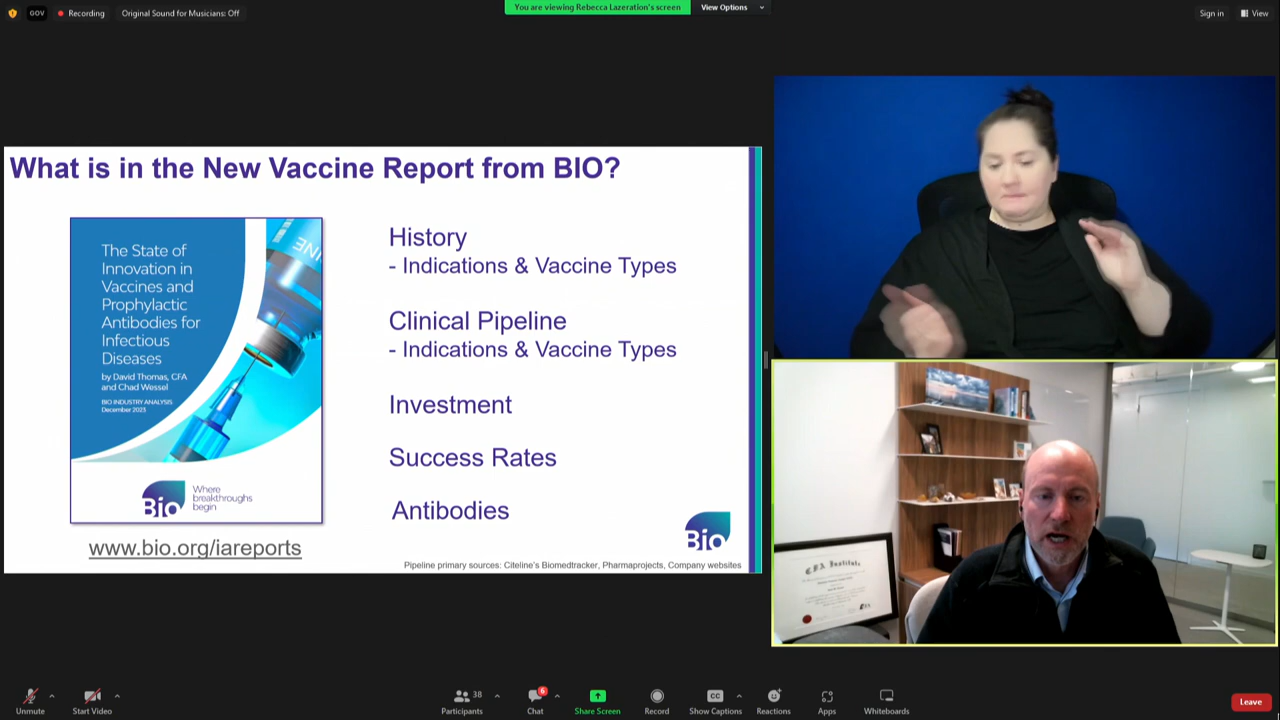 GOV
Recording
Original Sound for Musicians: Off
You are viewing Rebecca Lazeration's screen
View Options
Sign in
View
What is in the New Vaccine Report from BIO?
The State of
Innovation in
Vaccines and
Prophylactic
Antibodies for
Infectious
Diseases
by David Thomas, CFA
and Chad Wessel
BIO INDUSTRY ANALYSIS
December 2023
Bio
Where
breakthroughs
begin
www.bio.org/iareports
History
- Indications & Vaccine Types
Clinical Pipeline
- Indications & Vaccine Types
Investment
Success Rates
Antibodies
Bio
Pipeline primary sources: Citeline's Biomedtracker, Pharmaprojects, Company websites
CFA Institute
Unmute
Start Video
Participants
38
Chat
6
Share Screen
Record
CC
Show Captions
Reactions
Apps
Whiteboards
Leave